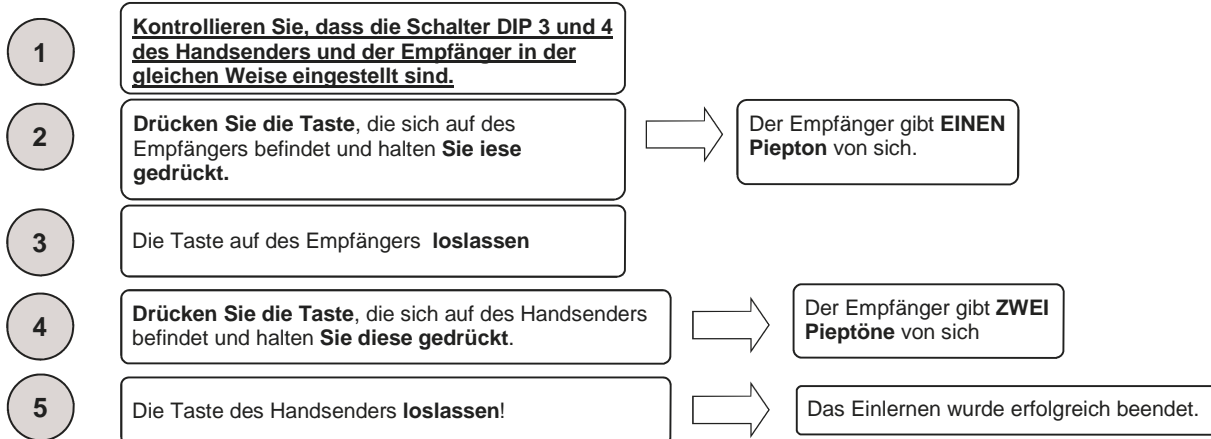 1
Kontrollieren Sie, dass die Schalter DIP 3 und 4
des Handsenders und der Empfänger in der
gleichen Weise eingestellt sind.
2
Drücken Sie die Taste, die sich auf des
Empfängers befindet und halten Sie iese
gedrückt.
Der Empfänger gibt EINEN
Piepton von sich.
3
Die Taste auf des Empfängers loslassen
4
Drücken Sie die Taste, die sich auf des Handsenders
befindet und halten Sie diese gedrückt.
Der Empfänger gibt ZWEI
Pieptöne von sich
5
Die Taste des Handsenders loslassen!
Das Einlernen wurde erfolgreich beendet.